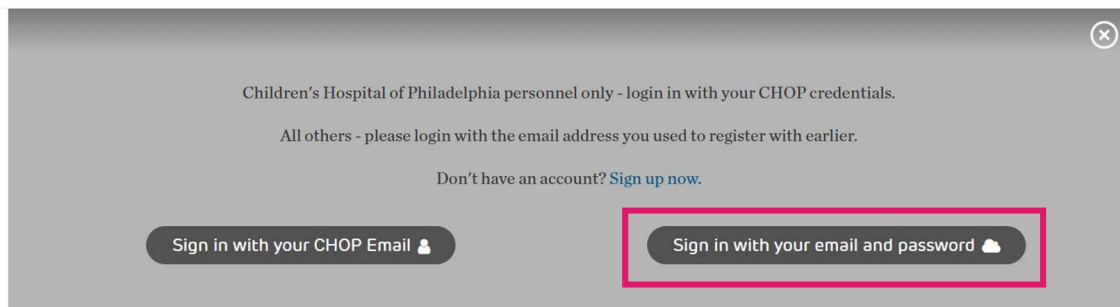 Children's Hospital of Philadelphia personnel only - login in with your CHOP credentials.
All others - please login with the email address you used to register with earlier.
Don't have an account? Sign up now.
Sign in with your CHOP Email
Sign in with your email and password